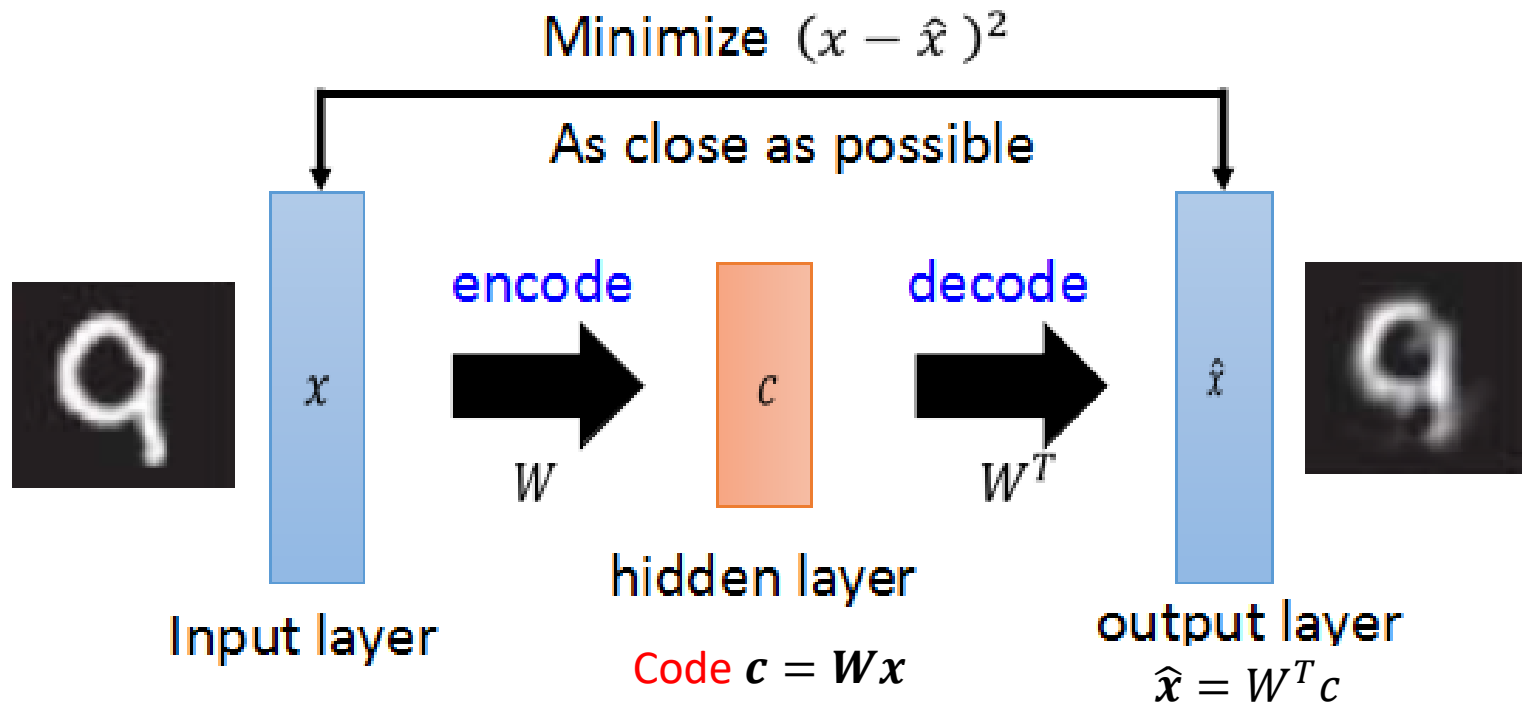 Minimize (x − x̂ )²
As close as possible
encode
decode
x
c
x̂
W
Wᵀ
hidden layer
Input layer
output layer
Code c = Wx
x̂ = Wᵀc